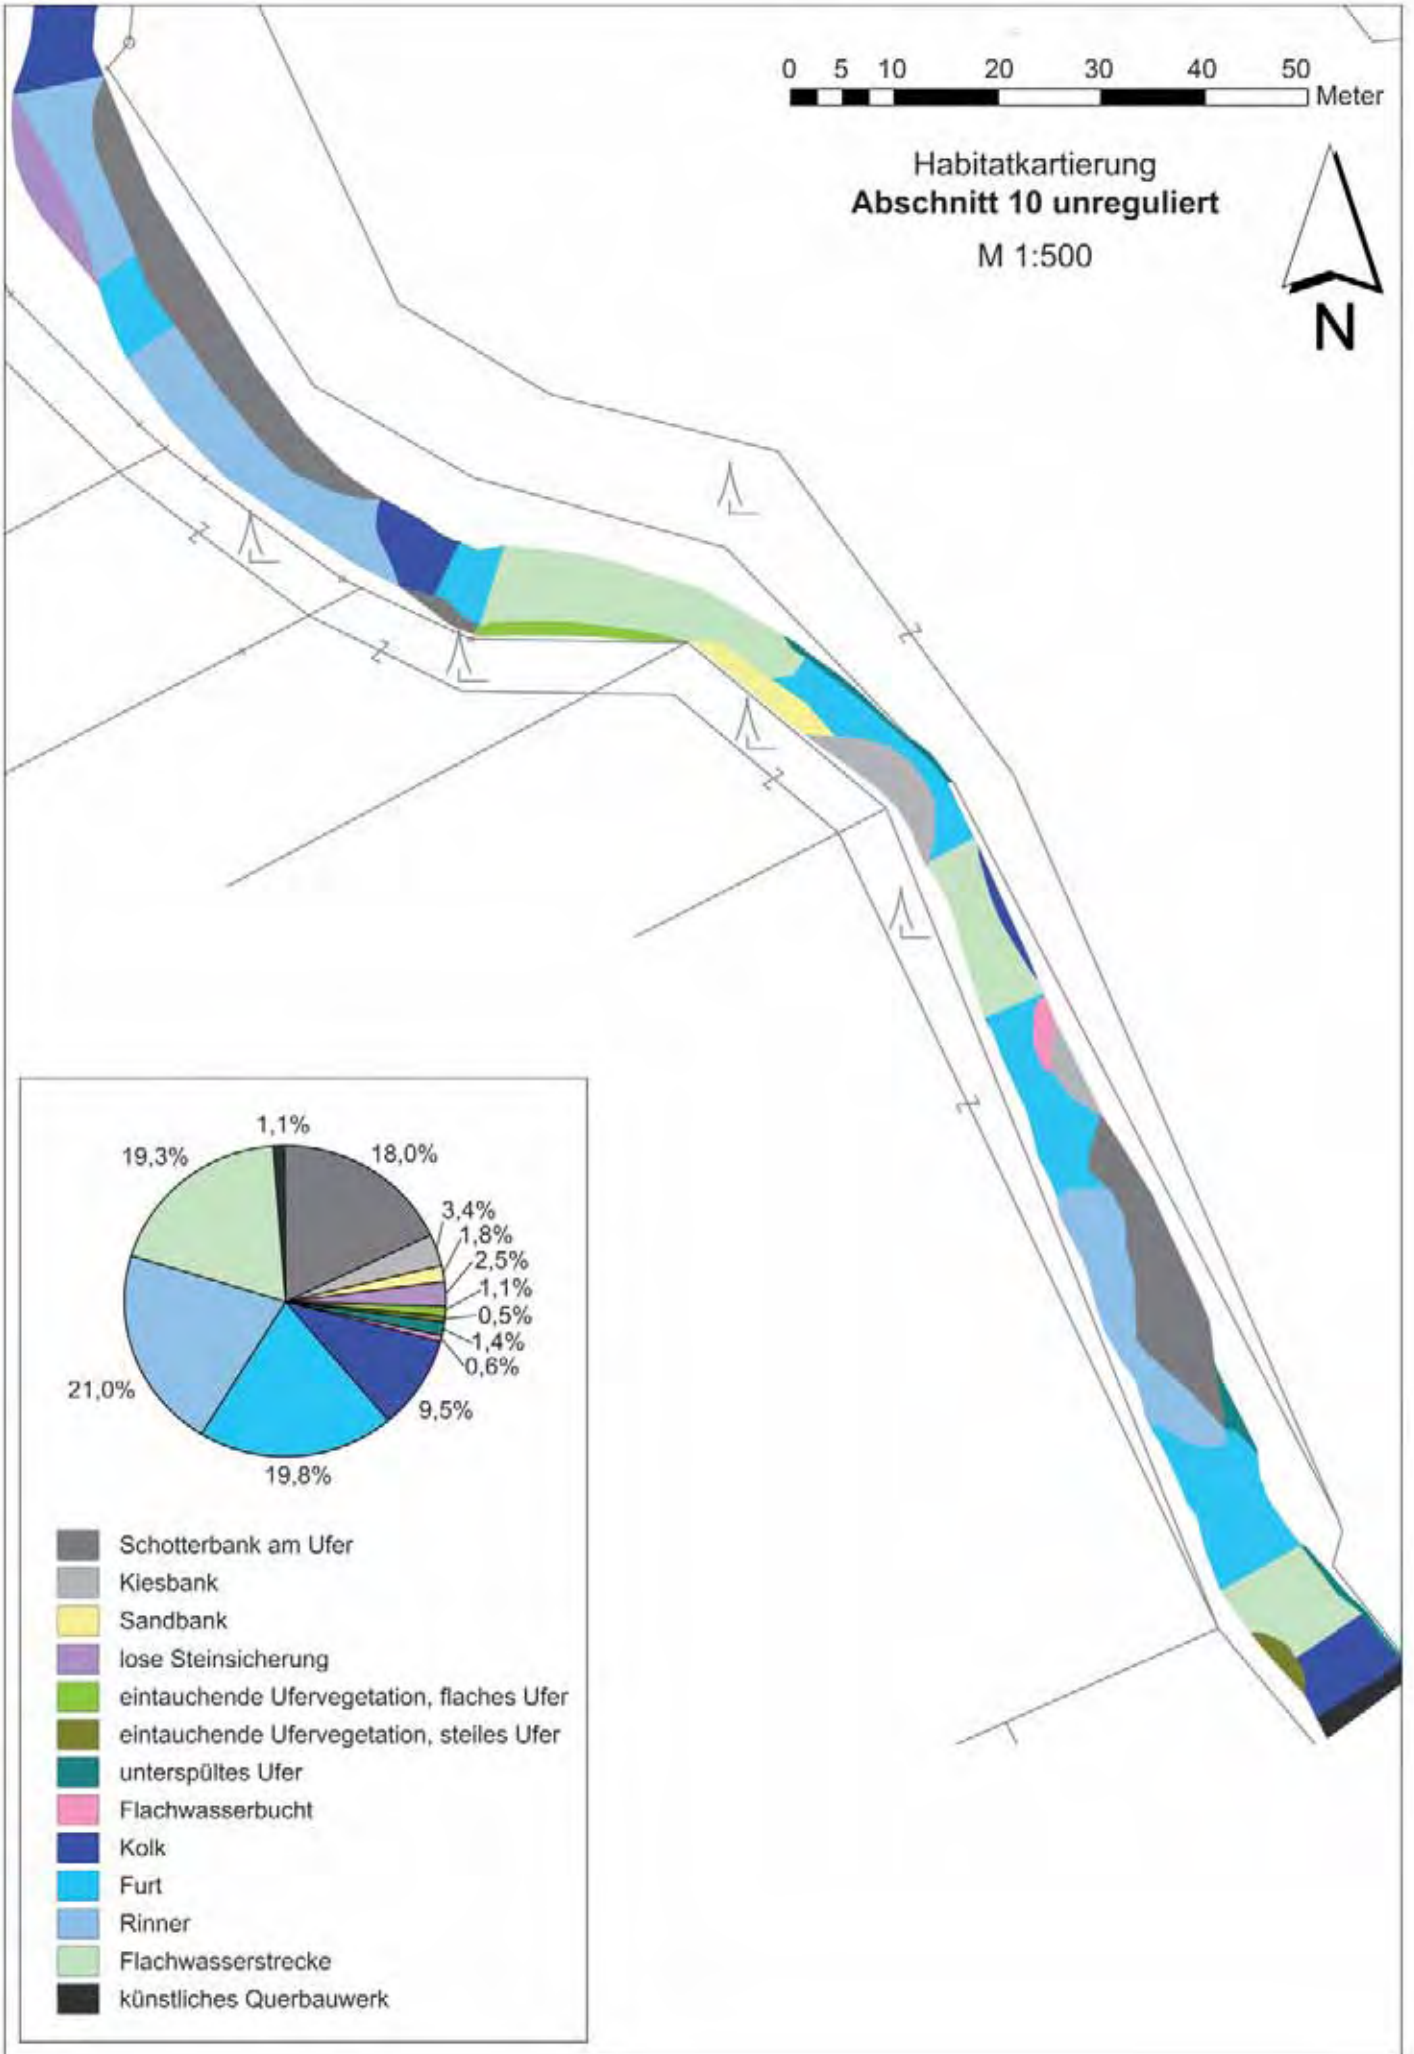 0 5 10 20 30 40 50
Meter
Habitatkartierung
Abschnitt 10 unreguliert
M 1:500
N
1,1%
19,3%
18,0%
3,4%
1,8%
2,5%
1,1%
0,5%
1,4%
0,6%
21,0%
9,5%
19,8%
Schotterbank am Ufer
Kiesbank
Sandbank
lose Steinsicherung
eintauchende Ufervegetation, flaches Ufer
eintauchende Ufervegetation, steiles Ufer
unterspültes Ufer
Flachwasserbucht
Kolk
Furt
Rinner
Flachwasserstrecke
künstliches Querbauwerk